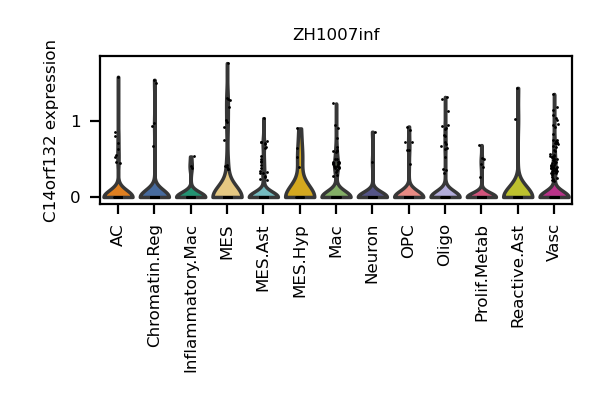 ZH1007inf
C14orf132 expression
1
0
AC
Chromatin.Reg
Inflammatory.Mac
MES
MES.Ast
MES.Hyp
Mac
Neuron
OPC
Oligo
Prolif.Metab
Reactive.Ast
Vasc